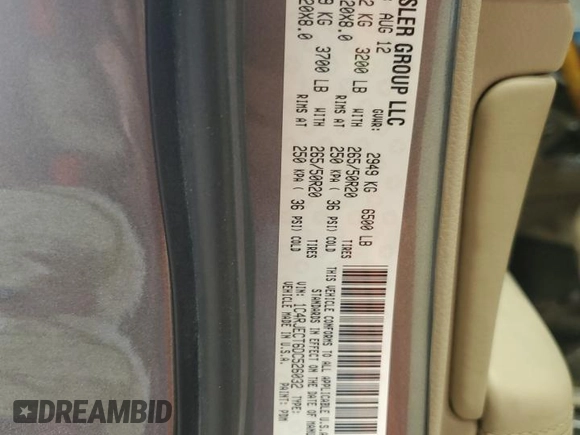 SLER GROUP LLC
AUG 12 GVWR: 2949 KG 6500 LB
KG 3200 LB WITH 265/50R20 TIRES
20X8.0 RIMS AT 250 KPA ( 36 PSI) COLD
KG 3700 LB WITH 265/50R20 TIRES
20X8.0 RIMS AT 250 KPA ( 36 PSI) COLD
THIS VEHICLE CONFORMS TO ALL APPLICABLE U.S.A.
STANDARDS IN EFFECT ON THE DATE OF MAN
VIN: 1C4RJECT6DC526032 TYPE:
VEHICLE MADE IN U.S.A. PAINT: PDM
DREAMBID